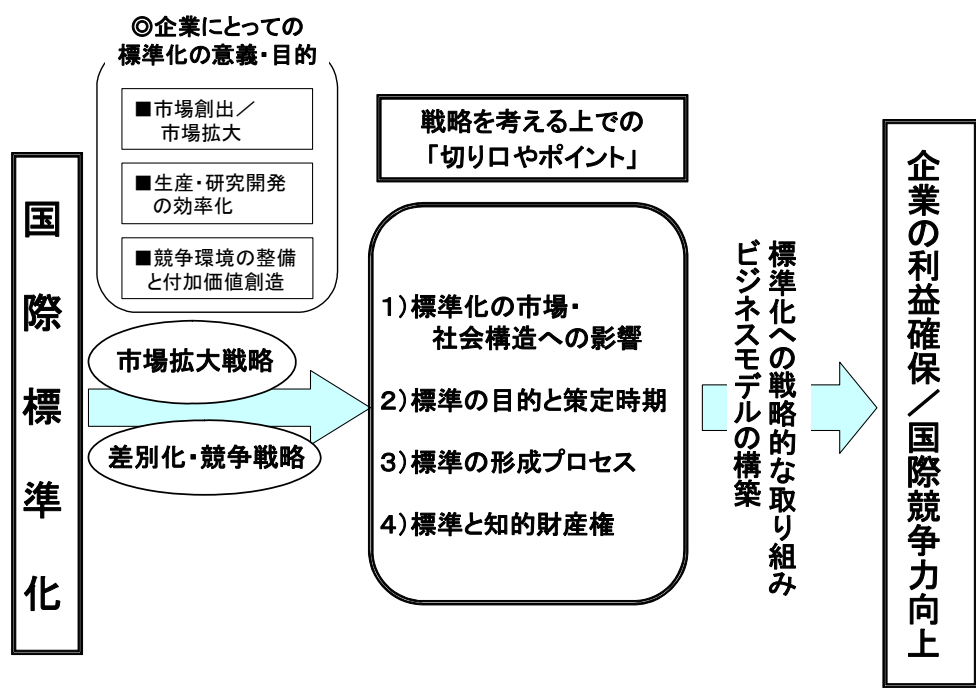 ◎企業にとっての
標準化の意義・目的
■市場創出／
市場拡大
■生産・研究開発
の効率化
■競争環境の整備
と付加価値創造
国際標準化
市場拡大戦略
差別化・競争戦略
戦略を考える上での
「切り口やポイント」
1）標準化の市場・
社会構造への影響
2）標準の目的と策定時期
3）標準の形成プロセス
4）標準と知的財産権
標準化への戦略的な取り組み
ビジネスモデルの構築
企業の利益確保／国際競争力向上